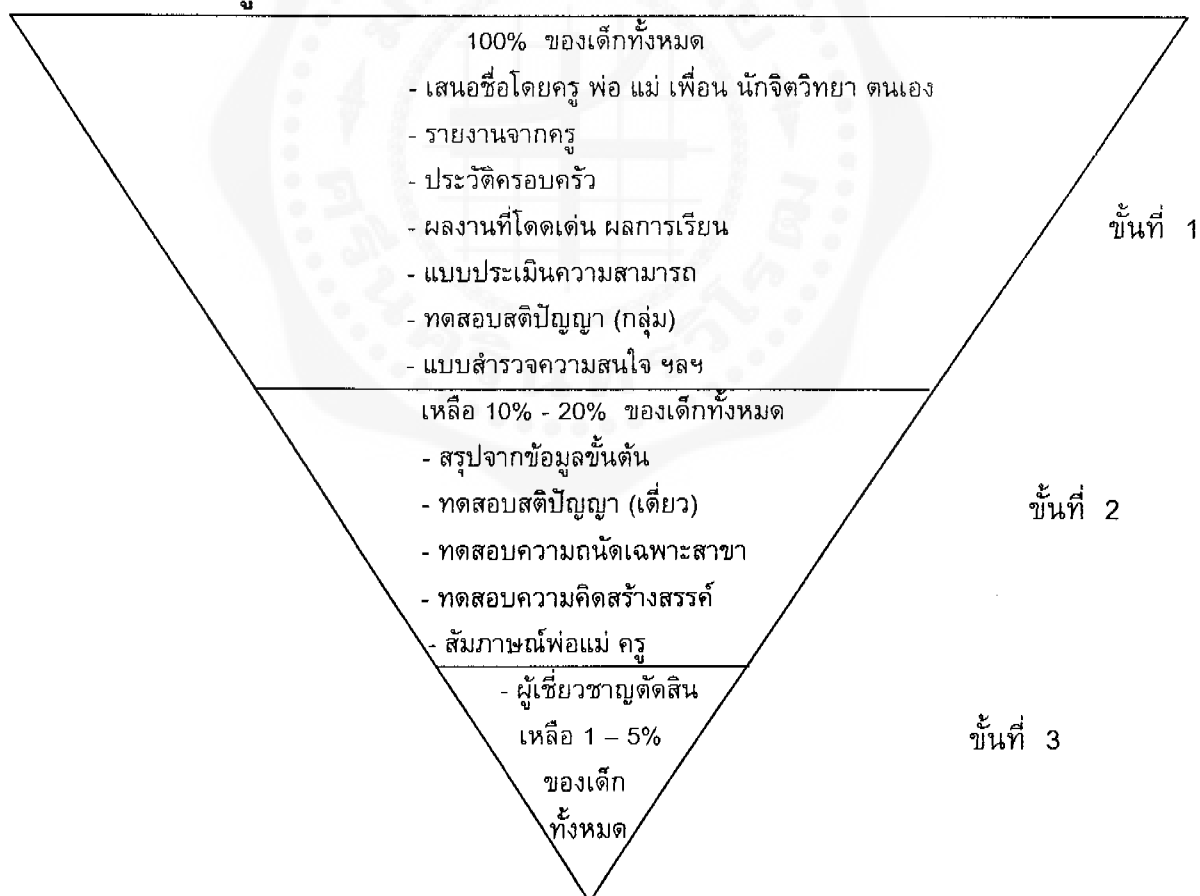 100% ของเด็กทั้งหมด
- เสนอชื่อโดยครู พ่อ แม่ เพื่อน นักจิตวิทยา ตนเอง
- รายงานจากครู
- ประวัติครอบครัว
- ผลงานที่โดดเด่น ผลการเรียน
ขั้นที่ 1
- แบบประเมินความสามารถ
- ทดสอบสติปัญญา (กลุ่ม)
- แบบสำรวจความสนใจ ฯลฯ
เหลือ 10% - 20% ของเด็กทั้งหมด
- สรุปจากข้อมูลขั้นต้น
- ทดสอบสติปัญญา (เดี่ยว)
ขั้นที่ 2
- ทดสอบความถนัดเฉพาะสาขา
- ทดสอบความคิดสร้างสรรค์
- สัมภาษณ์พ่อแม่ ครู
- ผู้เชี่ยวชาญตัดสิน
เหลือ 1 – 5%
ขั้นที่ 3
ของเด็ก
ทั้งหมด